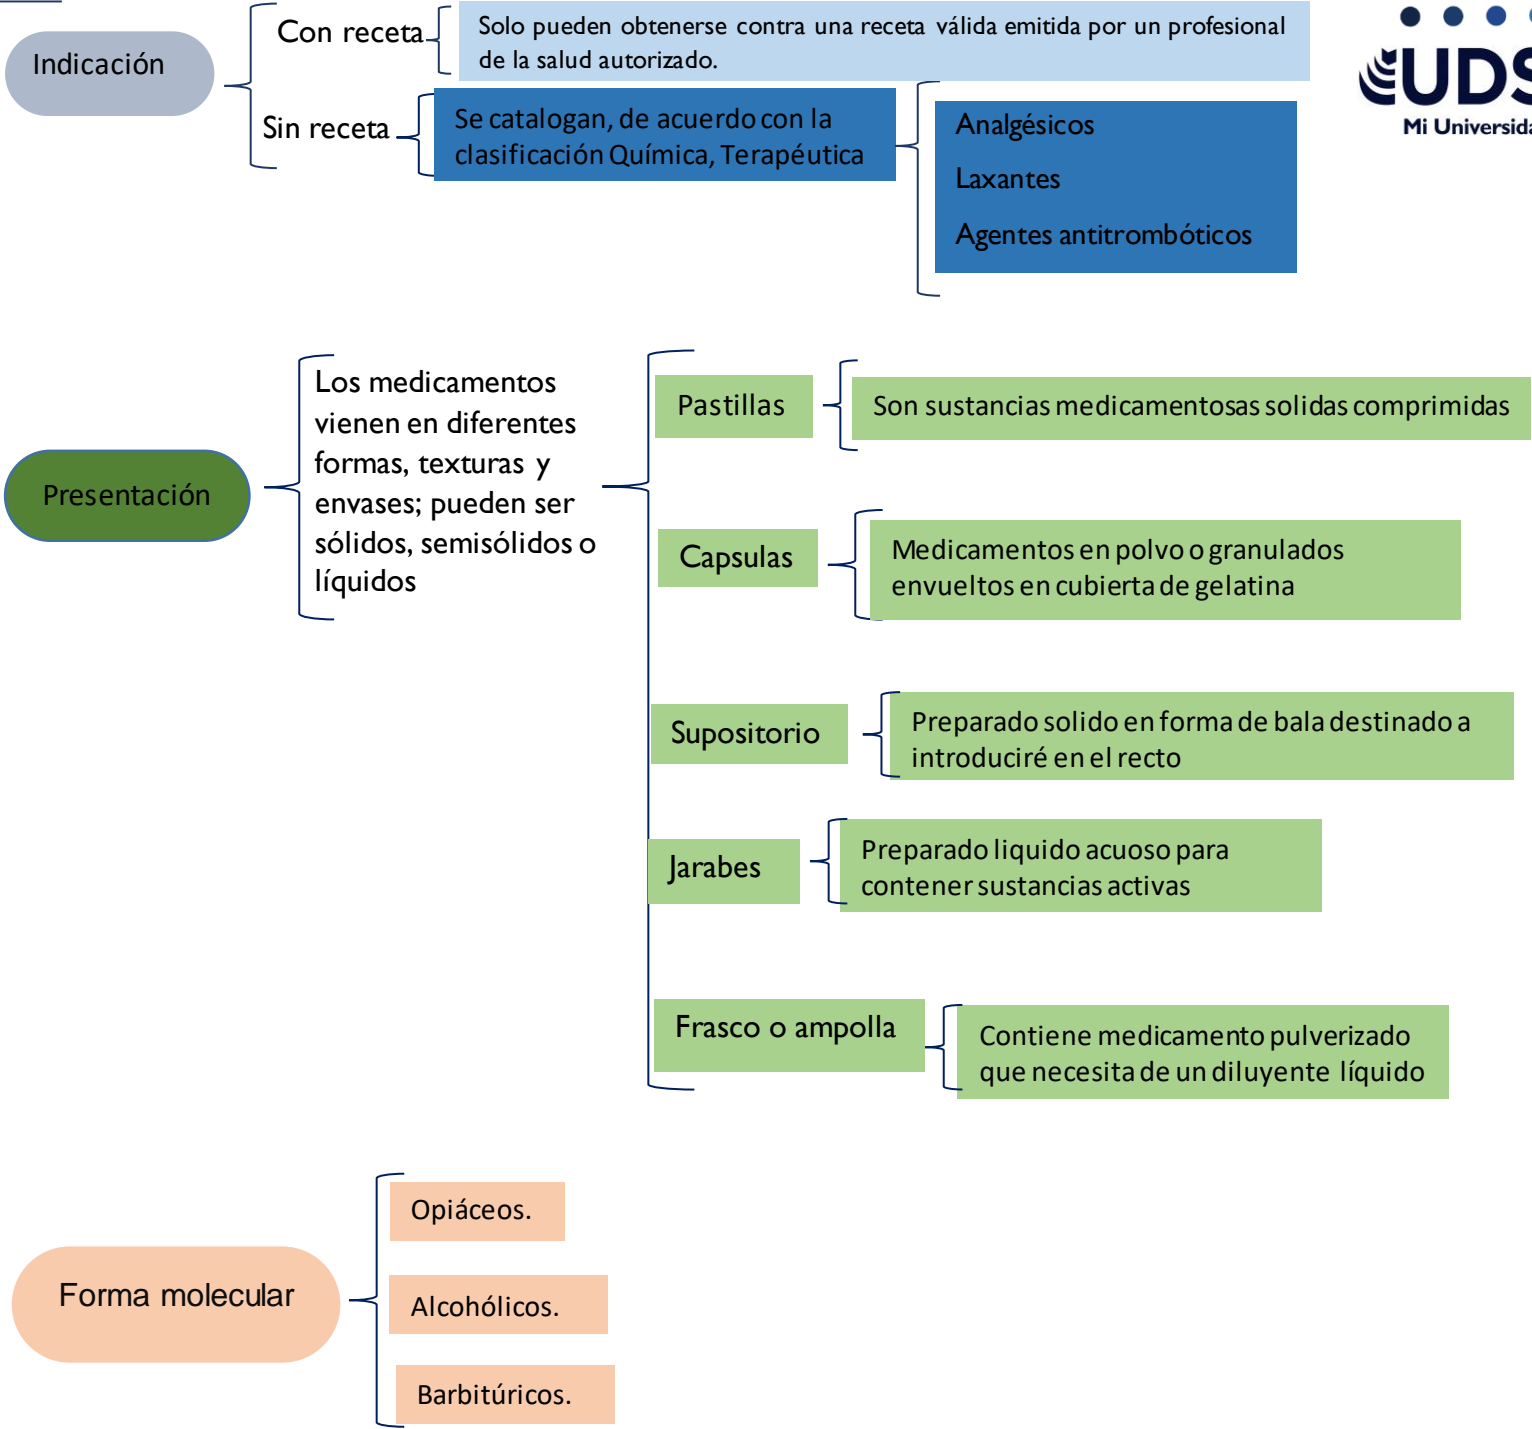 Indicación
Con receta
Solo pueden obtenerse contra una receta válida emitida por un profesional
de la salud autorizado.
Sin receta
Se catalogan, de acuerdo con la
clasificación Química, Terapéutica
Analgésicos
Laxantes
Agentes antitrombóticos
UDS
Mi Universida
Presentación
Los medicamentos
vienen en diferentes
formas, texturas y
envases; pueden ser
sólidos, semisólidos o
líquidos
Pastillas
Son sustancias medicamentosas solidas comprimidas
Capsulas
Medicamentos en polvo o granulados
envueltos en cubierta de gelatina
Supositorio
Preparado solido en forma de bala destinado a
introduciré en el recto
Jarabes
Preparado liquido acuoso para
contener sustancias activas
Frasco o ampolla
Contiene medicamento pulverizado
que necesita de un diluyente líquido
Forma molecular
Opiáceos.
Alcohólicos.
Barbitúricos.